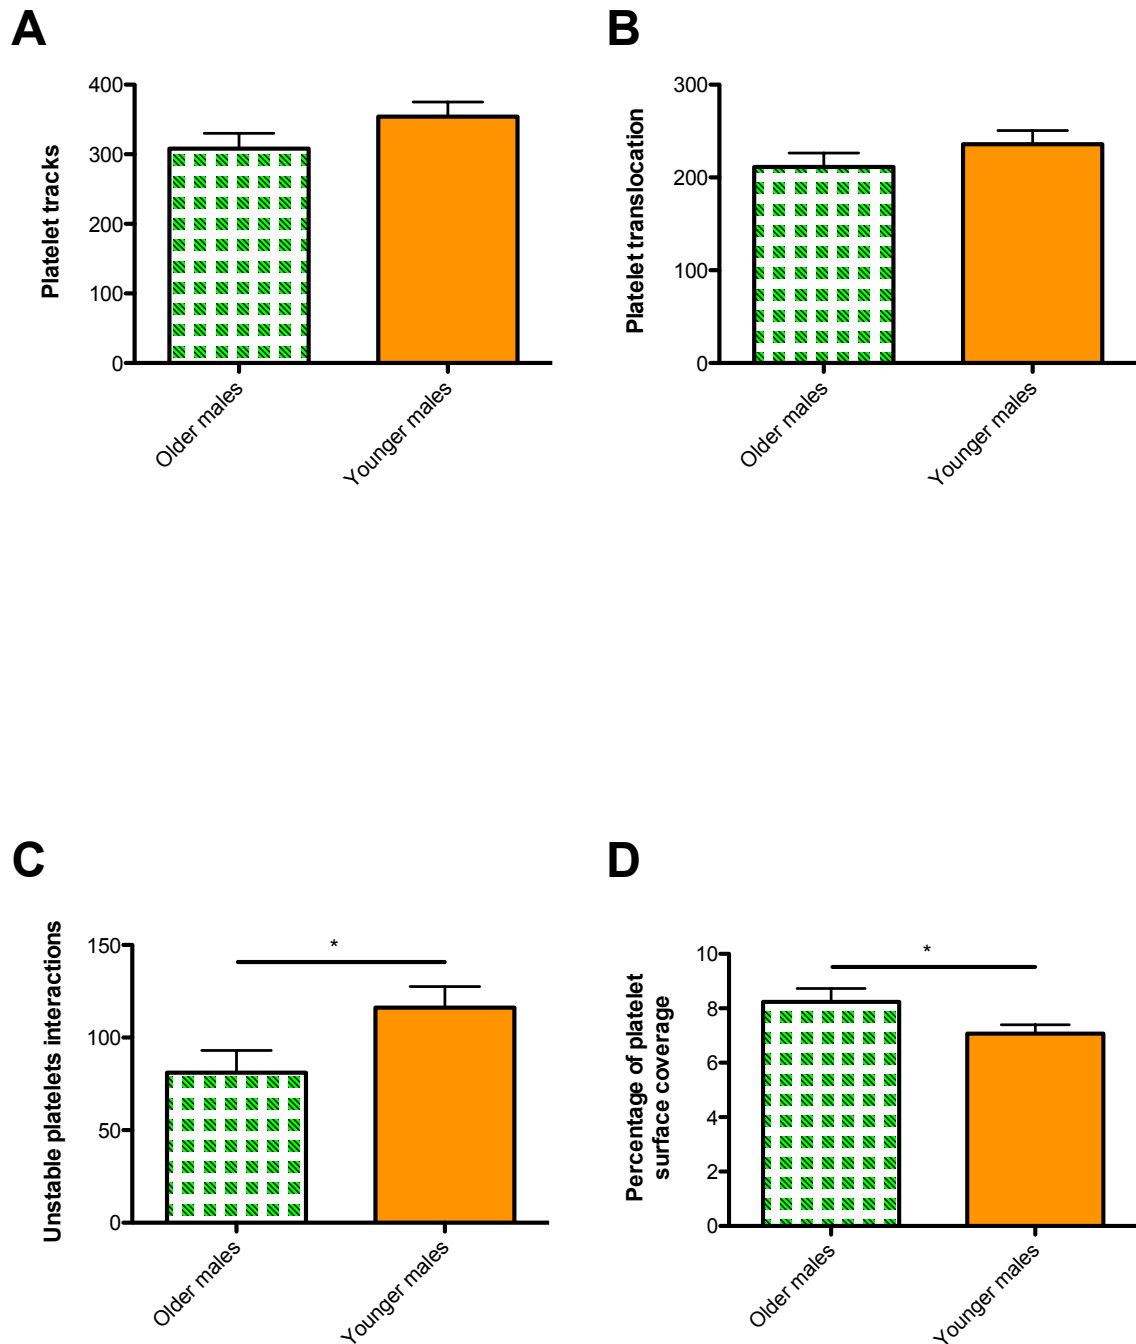 A
Platelet tracks
400
300
200
100
0
Older males
Younger males
B
Platelet translocation
300
200
100
0
Older males
Younger males
C
Unstable platelets interactions
150
100
50
0
*
Older males
Younger males
D
Percentage of platelet
surface coverage
10
8
6
4
2
0
*
Older males
Younger males